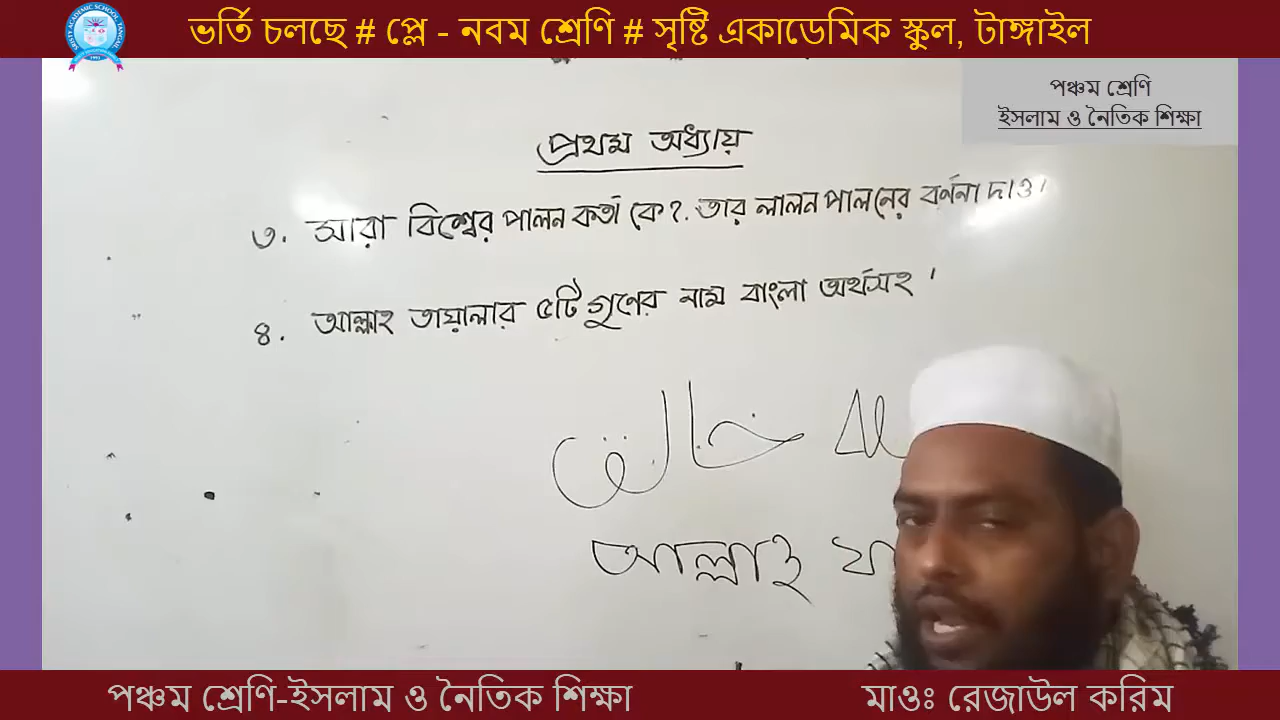 ভর্তি চলছে # প্লে - নবম শ্রেণি # সৃষ্টি একাডেমিক স্কুল, টাঙ্গাইল
পঞ্চম শ্রেণি
ইসলাম ও নৈতিক শিক্ষা
প্রথম অধ্যায়
৩. সারা বিশ্বের পালন কর্তা কে? তার লালন পালনের বর্ণনা দাও।
৪. আল্লাহ তায়ালার ৫টি গুনের নাম বাংলা অর্থসহ ।
الله خالق
আল্লাহু খা
পঞ্চম শ্রেণি-ইসলাম ও নৈতিক শিক্ষা
মাওঃ রেজাউল করিম